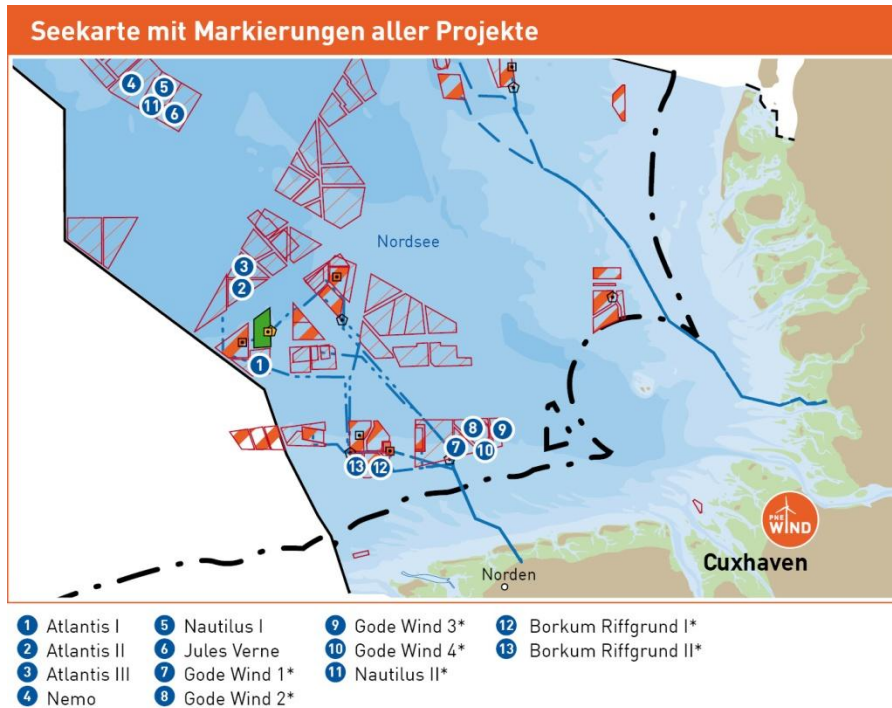 Seekarte mit Markierungen aller Projekte
4
5
11
6
Nordsee
3
2
1
8
9
7
10
13
12
PNE
WIND
Cuxhaven
Norden
1 Atlantis I
2 Atlantis II
3 Atlantis III
4 Nemo
5 Nautilus I
6 Jules Verne
7 Gode Wind 1*
8 Gode Wind 2*
9 Gode Wind 3*
10 Gode Wind 4*
11 Nautilus II*
12 Borkum Riffgrund I*
13 Borkum Riffgrund II*